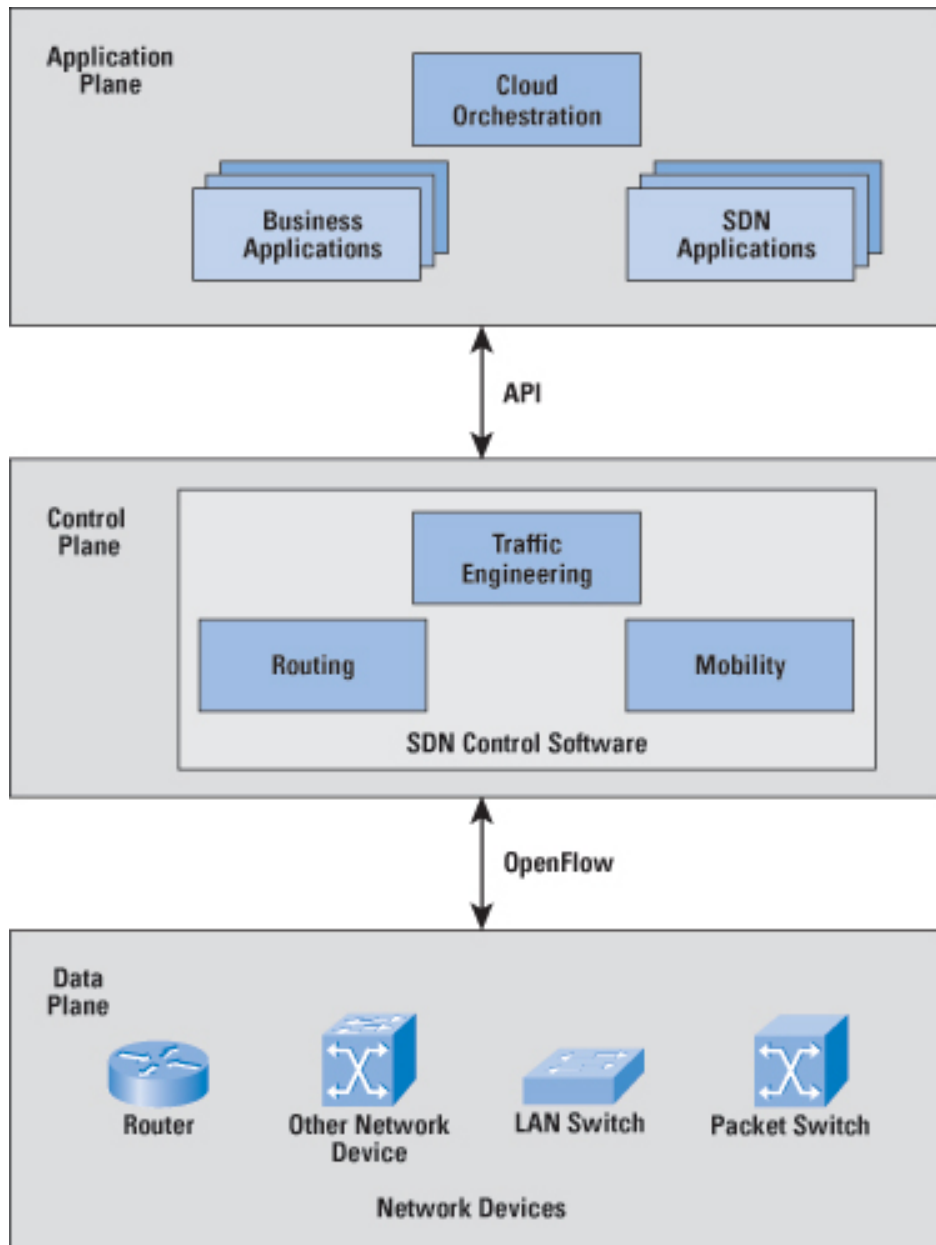 Application
Plane
Cloud
Orchestration
Business
Applications
SDN
Applications
API
Control
Plane
Traffic
Engineering
Routing
Mobility
SDN Control Software
OpenFlow
Data
Plane
Router
Other Network
Device
LAN Switch
Packet Switch
Network Devices